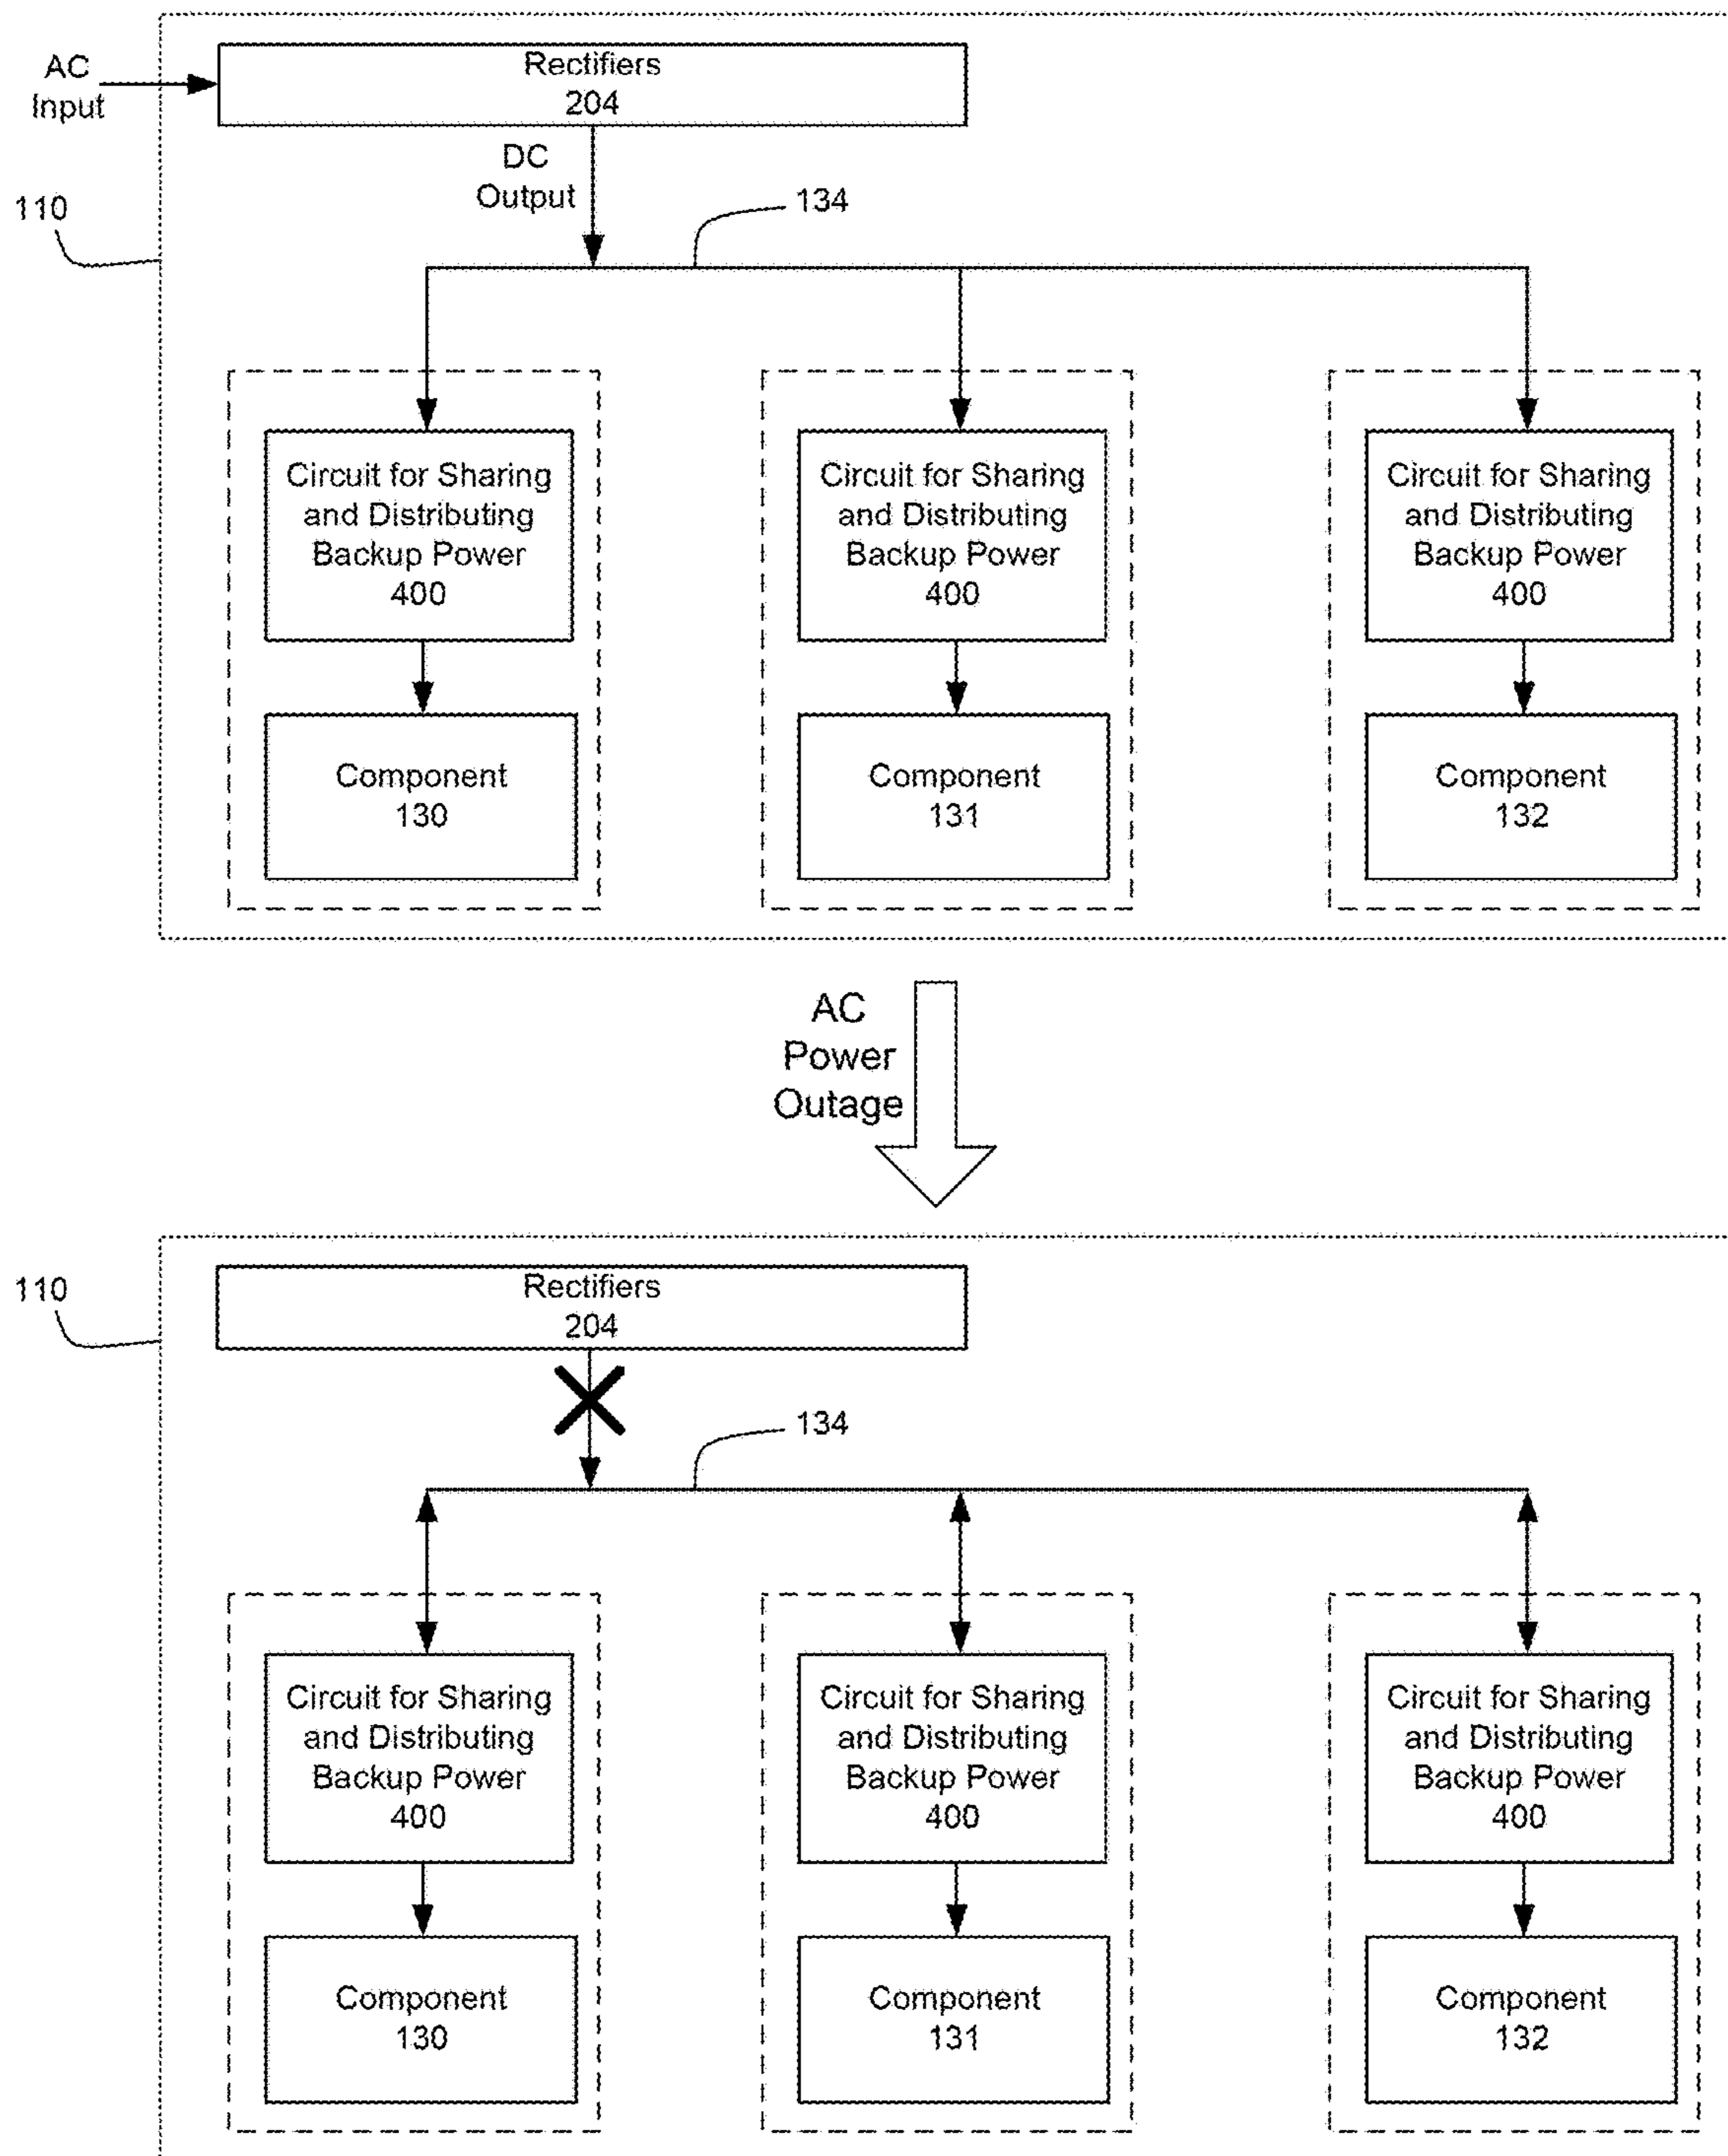 AC
Input
Rectifiers
204
DC
Output
110
134
Circuit for Sharing
and Distributing
Backup Power
400
Circuit for Sharing
and Distributing
Backup Power
400
Circuit for Sharing
and Distributing
Backup Power
400
Component
130
Component
131
Component
132
AC
Power
Outage
Rectifiers
204
110
134
Circuit for Sharing
and Distributing
Backup Power
400
Circuit for Sharing
and Distributing
Backup Power
400
Circuit for Sharing
and Distributing
Backup Power
400
Component
130
Component
131
Component
132